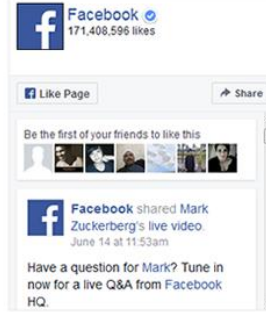 Facebook
171,408,596 likes
Like Page
Share
Be the first of your friends to like this
Facebook shared Mark
Zuckerberg's live video.
June 14 at 11:53am
Have a question for Mark? Tune in
now for a live Q&A from Facebook
HQ.